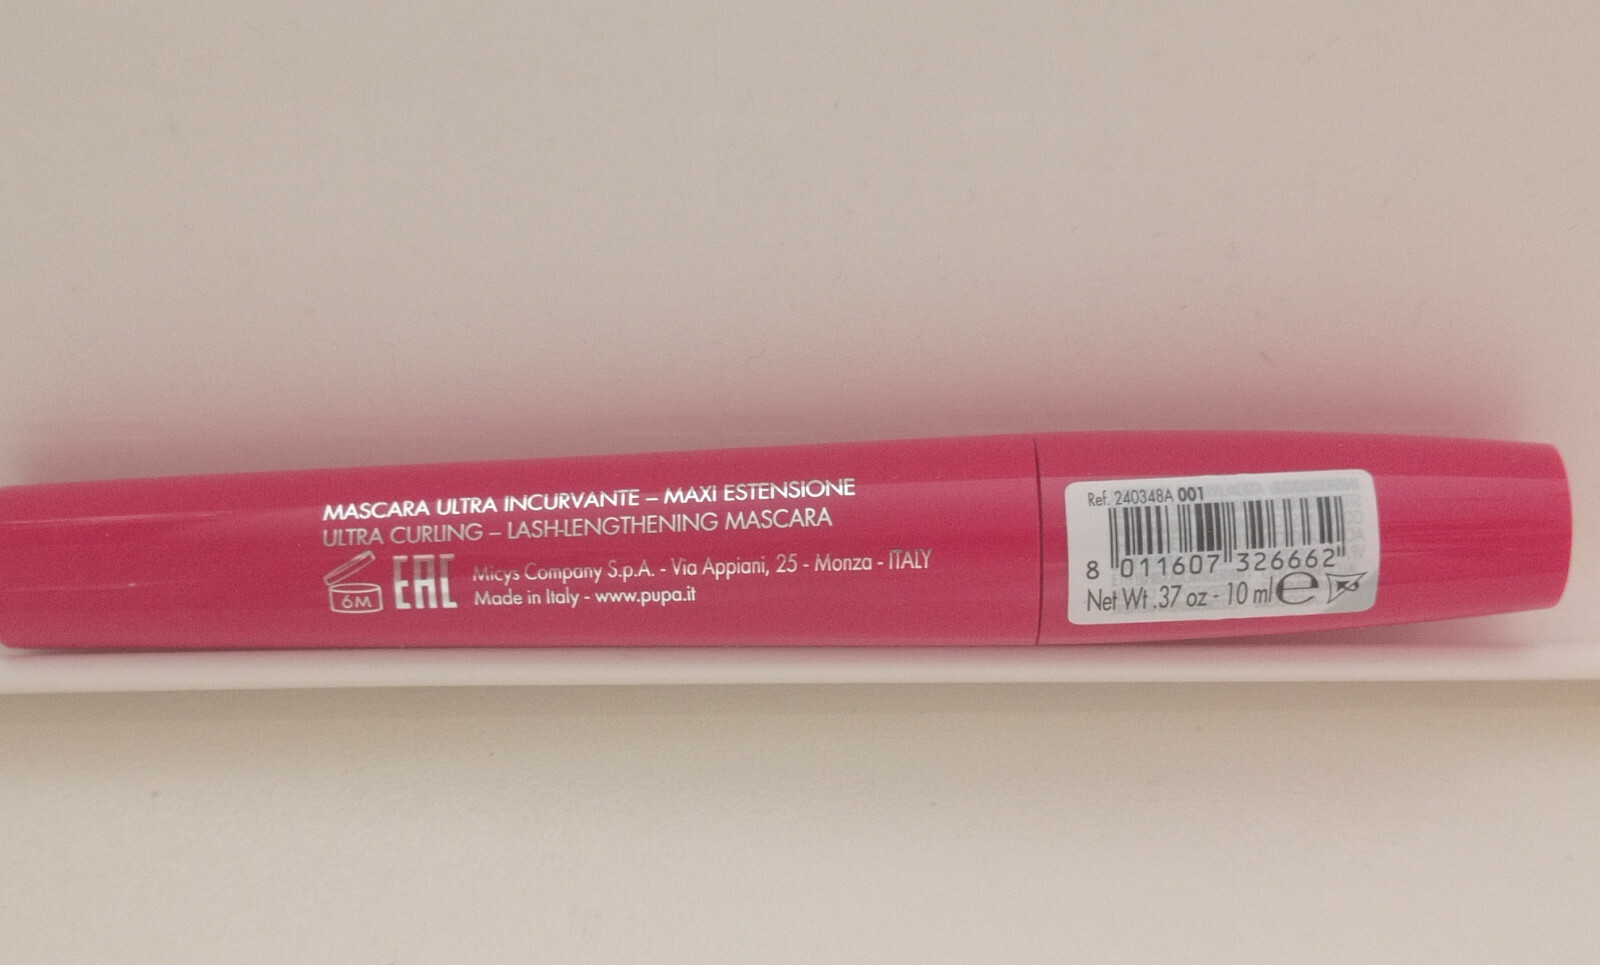 MASCARA ULTRA INCURVANTE – MAXI ESTENSIONE
ULTRA CURLING – LASH-LENGTHENING MASCARA
6M
EAC
Micys Company S.p.A. - Via Appiani, 25 - Monza - ITALY
Made in Italy - www.pupa.it
Ref. 240348A 001
8 011607 326662
Net Wt .37 oz - 10 ml e